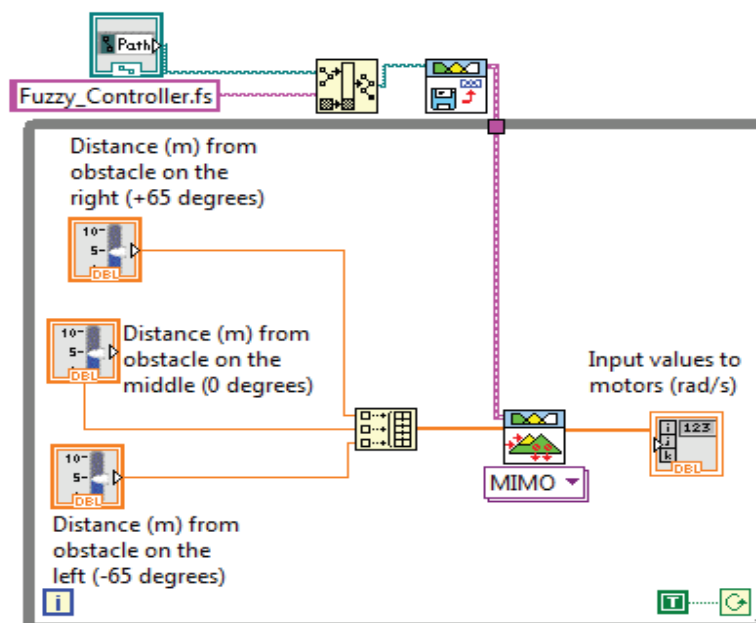 Path
Fuzzy_Controller.fs
Distance (m) from
obstacle on the
right (+65 degrees)
10
5
DBL
Distance (m) from
obstacle on the
middle (0 degrees)
10
5
DBL
Input values to
motors (rad/s)
i
j
k
123
DBL
MIMO
10
5
DBL
Distance (m) from
obstacle on the
left (-65 degrees)
i
T